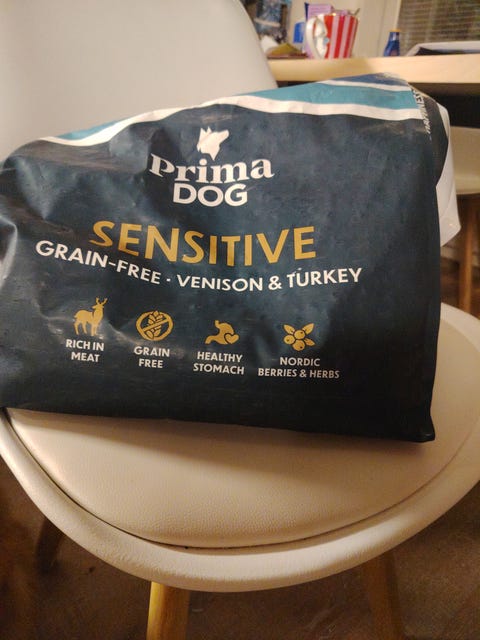 Prima
DOG
SENSITIVE
GRAIN-FREE · VENISON & TURKEY
RICH IN
MEAT
GRAIN
FREE
HEALTHY
STOMACH
NORDIC
BERRIES & HERBS